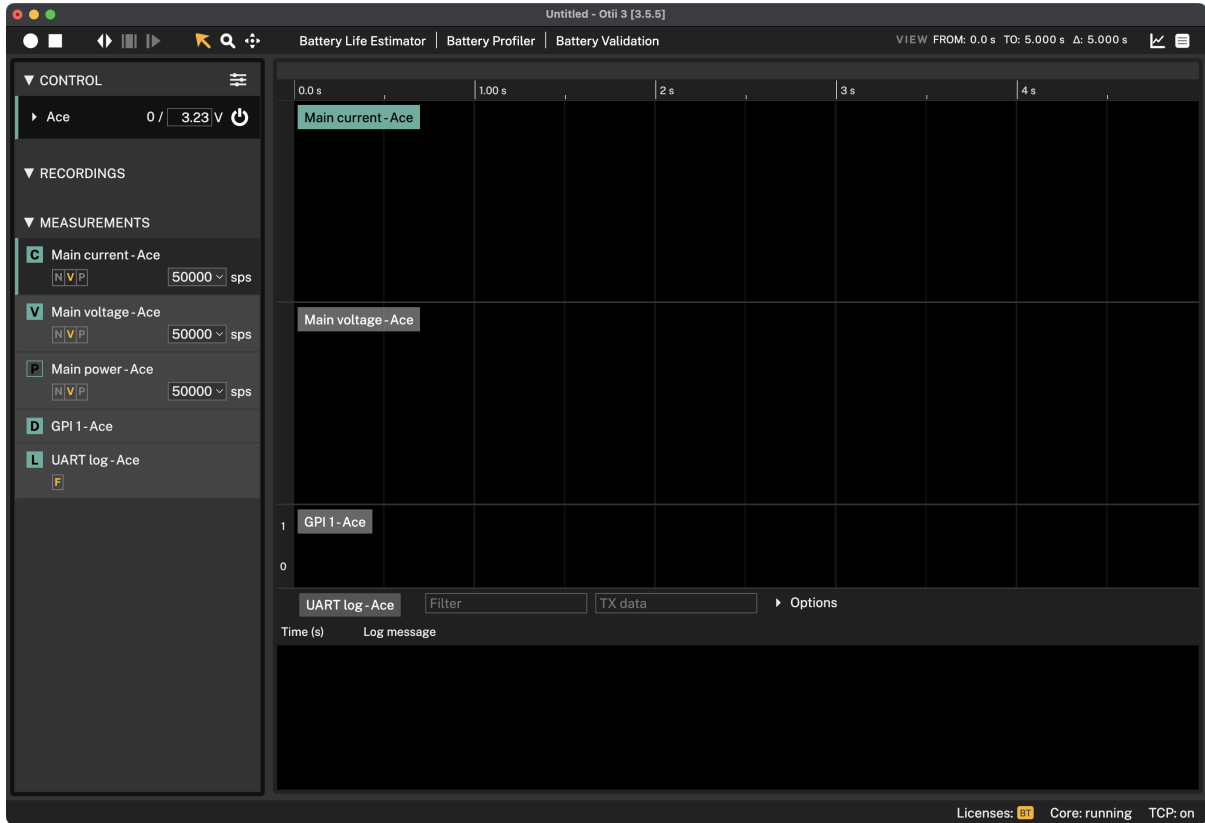 Untitled - Otii 3 [3.5.5]
Battery Life Estimator Battery Profiler Battery Validation VIEW FROM: 0.0 s TO: 5.000 s Δ: 5.000 s
CONTROL
Ace 0 / 3.23 V
RECORDINGS
MEASUREMENTS
C Main current - Ace
N V P 50000 sps
V Main voltage - Ace
N V P 50000 sps
P Main power - Ace
N V P 50000 sps
D GPI 1 - Ace
L UART log - Ace
F
0.0 s 1.00 s 2 s 3 s 4 s
Main current - Ace
Main voltage - Ace
GPI 1 - Ace
1
0
UART log - Ace Filter TX data Options
Time (s) Log message
Licenses: BT Core: running TCP: on